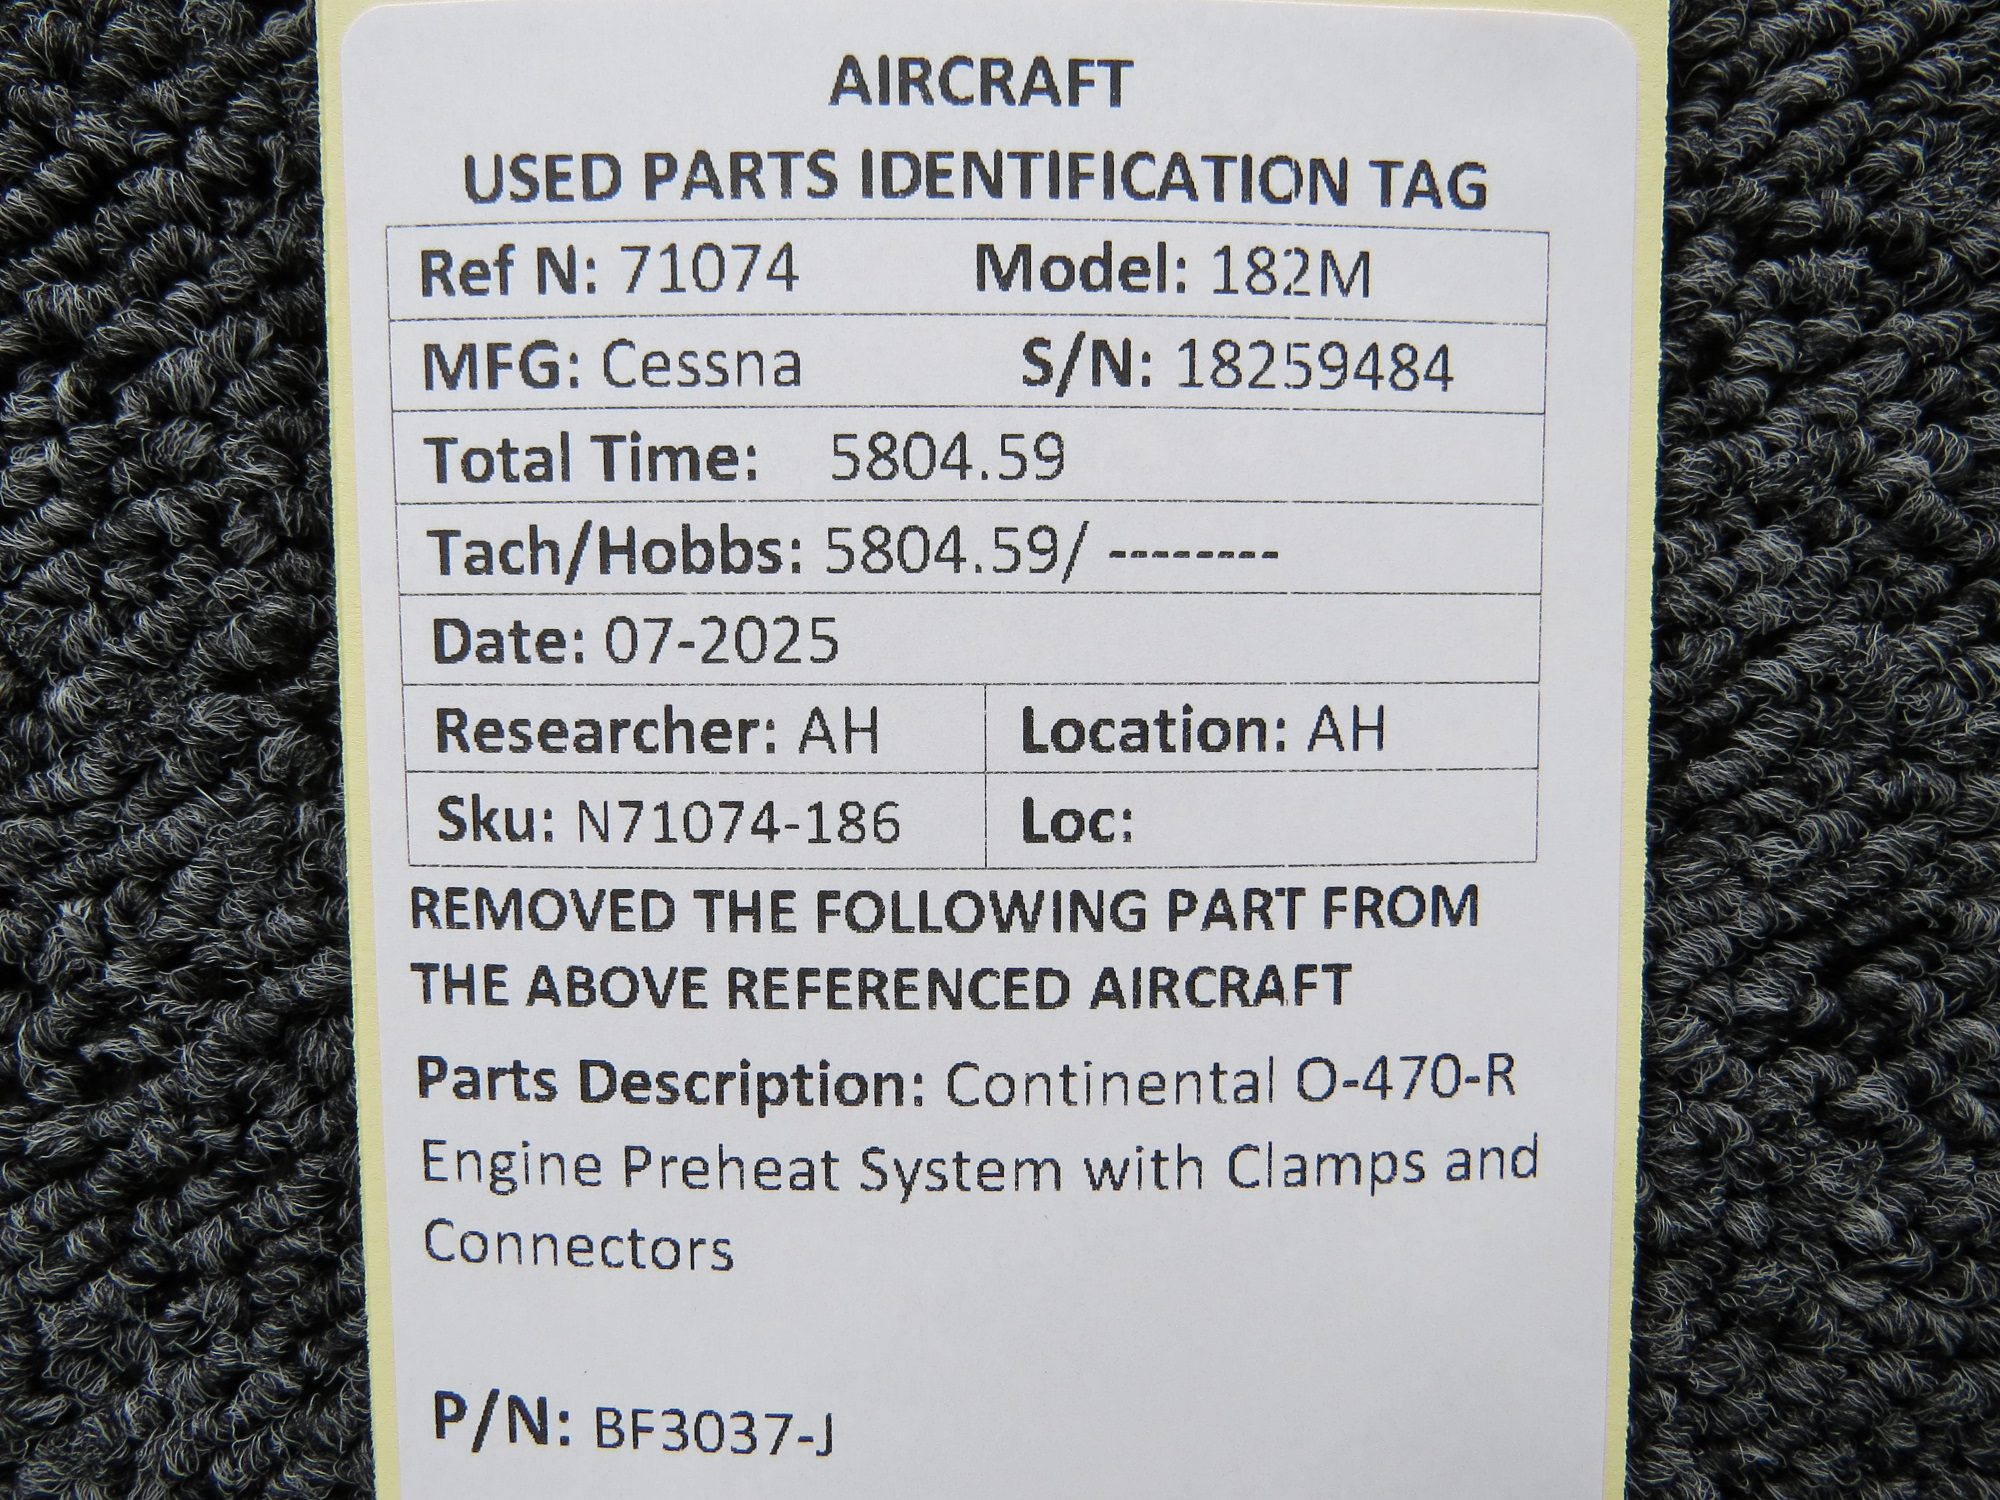 AIRCRAFT
USED PARTS IDENTIFICATION TAG
Ref N: 71074 Model: 182M
MFG: Cessna S/N: 18259484
Total Time: 5804.59
Tach/Hobbs: 5804.59/ --------
Date: 07-2025
Researcher: AH Location: AH
Sku: N71074-186 Loc:
REMOVED THE FOLLOWING PART FROM
THE ABOVE REFERENCED AIRCRAFT
Parts Description: Continental O-470-R
Engine Preheat System with Clamps and
Connectors
P/N: BF3037-J